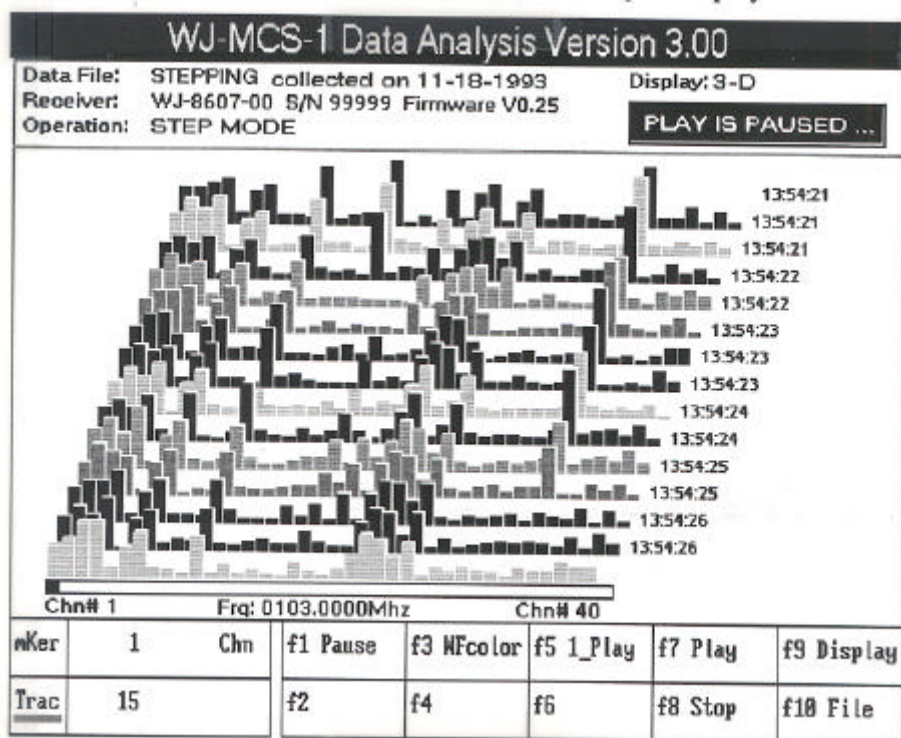 WJ-MCS-1 Data Analysis Version 3.00
Data File: STEPPING collected on 11-18-1993 Display: 3-D
Receiver: WJ-8607-00 S/N 99999 Firmware V0.25
Operation: STEP MODE PLAY IS PAUSED ...
13:54:21
13:54:21
13:54:21
13:54:22
13:54:22
13:54:23
13:54:23
13:54:23
13:54:24
13:54:24
13:54:25
13:54:25
13:54:26
13:54:26
Chn# 1 Frq: 0103.0000Mhz Chn# 40
mKer 1 Chn f1 Pause f3 WFcolor f5 1_Play f7 Play f9 Display
Trac 15 f2 f4 f6 f8 Stop f10 File